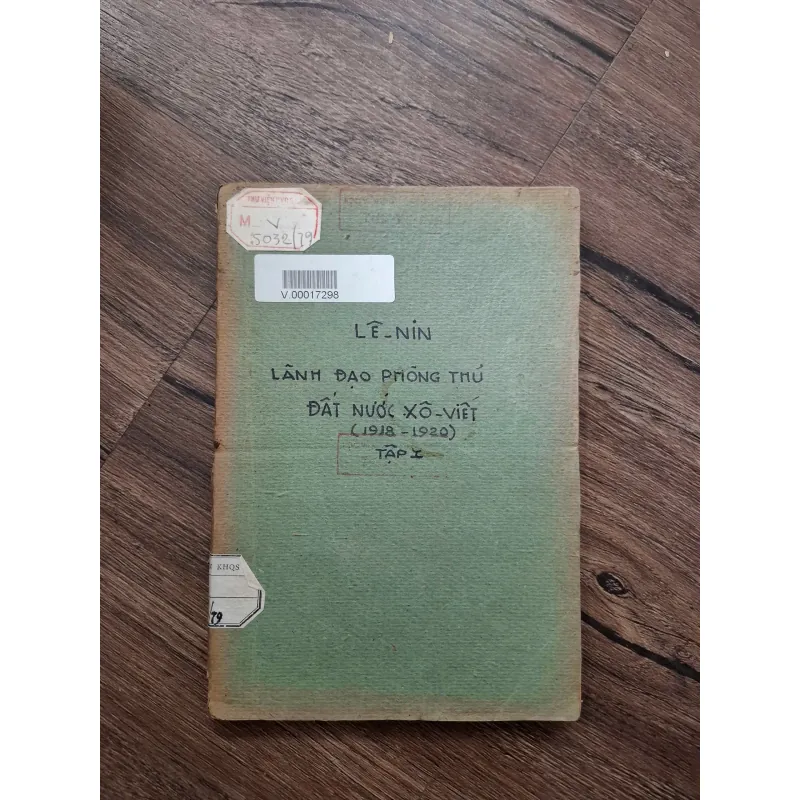 M V
5032/79
V.00017298
LÊ-NIN
LÃNH ĐẠO PHÒNG THỦ
ĐẤT NƯỚC XÔ-VIẾT
(1918-1920)
TẬP I
KHQS
/79